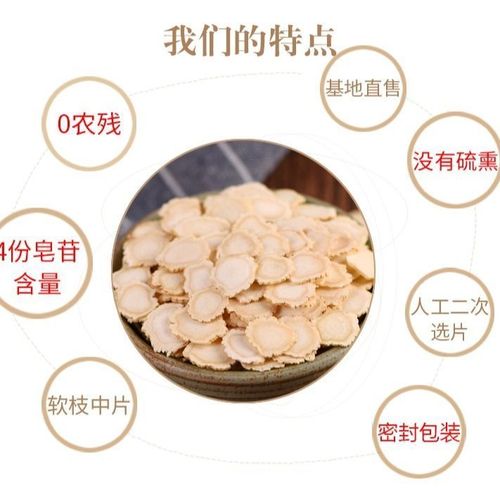 我们的特点
基地直售
0农残
没有硫熏
4份皂苷
含量
人工二次
选片
软枝中片
密封包装